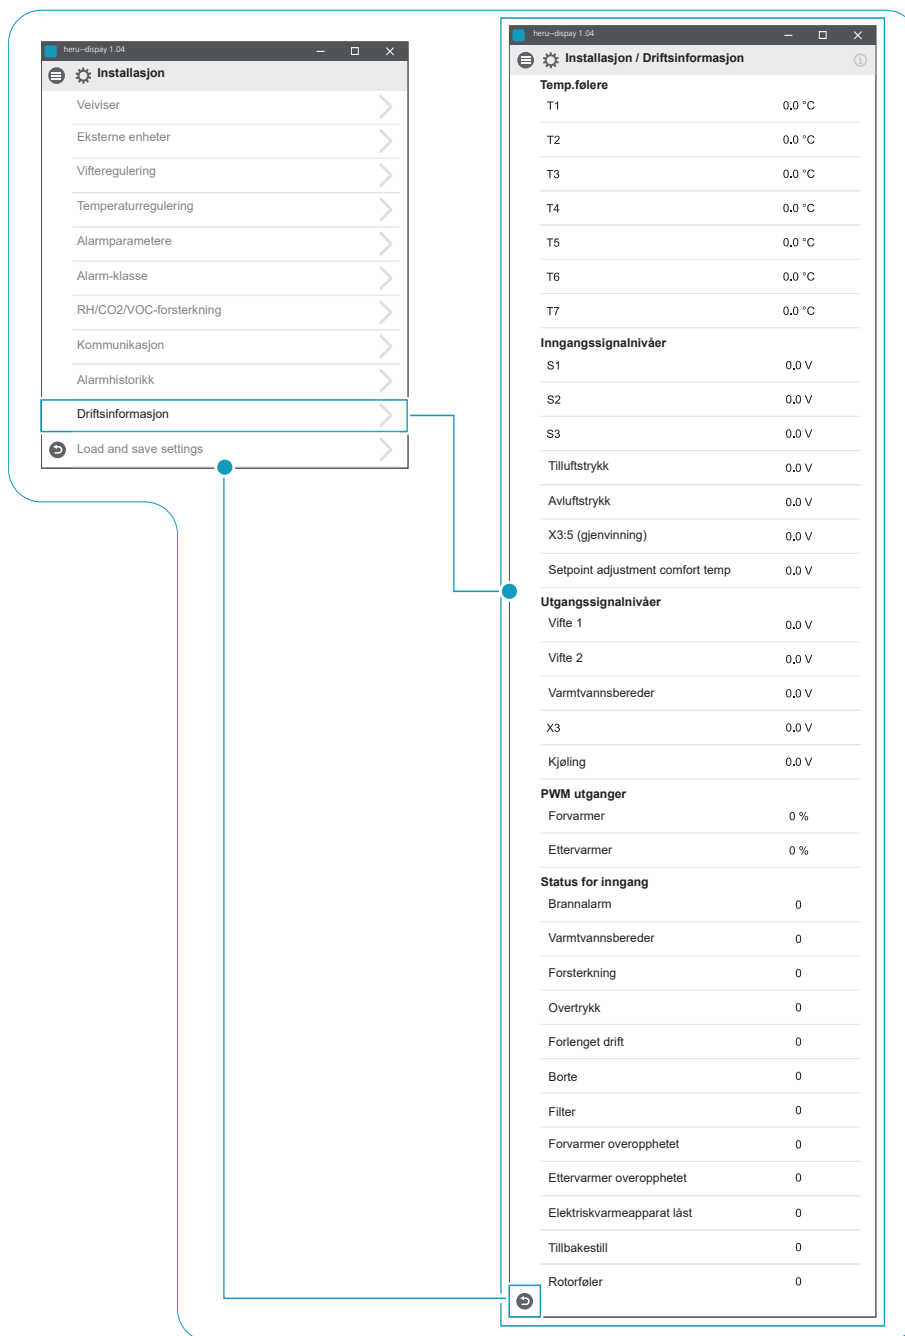 heru--dispay 1.04
Installasjon
Veiviser
Eksterne enheter
Vifteregulering
Temperaturregulering
Alarmparametere
Alarm-klasse
RH/CO2/VOC-forsterkning
Kommunikasjon
Alarmhistorikk
Driftsinformasjon
Load and save settings
heru--dispay 1.04
Installasjon / Driftsinformasjon
Temp.følere
T1 0.0 °C
T2 0.0 °C
T3 0.0 °C
T4 0.0 °C
T5 0.0 °C
T6 0.0 °C
T7 0.0 °C
Inngangssignalnivåer
S1 0.0 V
S2 0.0 V
S3 0.0 V
Tilluftstrykk 0.0 V
Avluftstrykk 0.0 V
X3:5 (gjenvinning) 0.0 V
Setpoint adjustment comfort temp 0.0 V
Utgangssignalnivåer
Vifte 1 0.0 V
Vifte 2 0.0 V
Varmtvannsbereder 0.0 V
X3 0.0 V
Kjøling 0.0 V
PWM utganger
Forvarmer 0 %
Ettervarmer 0 %
Status for inngang
Brannalarm 0
Varmtvannsbereder 0
Forsterkning 0
Overtrykk 0
Forlenget drift 0
Borte 0
Filter 0
Forvarmer overopphetet 0
Ettervarmer overopphetet 0
Elektriskvarmeapparat låst 0
Tillbakestill 0
Rotorføler 0